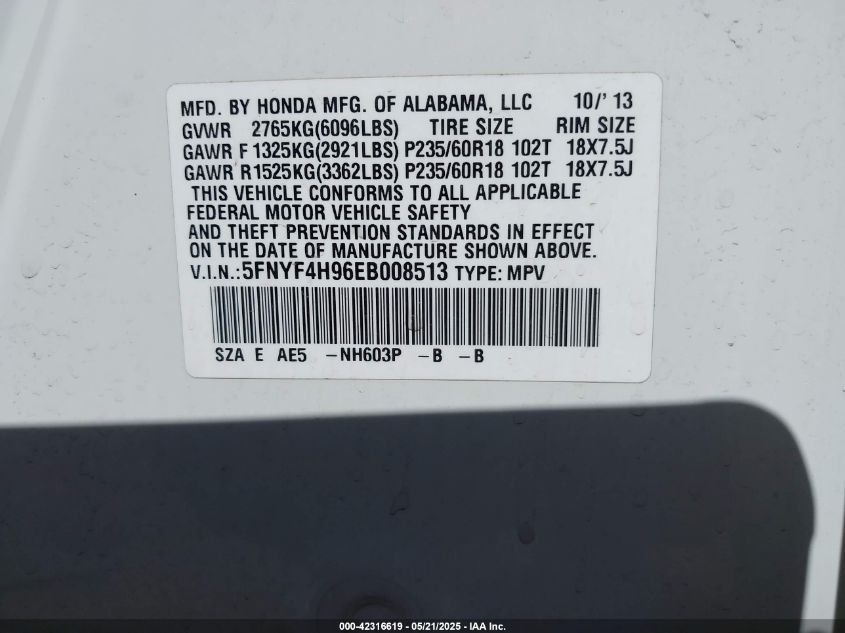 MFD. BY HONDA MFG. OF ALABAMA, LLC 10/' 13
GVWR 2765KG(6096LBS) TIRE SIZE RIM SIZE
GAWR F 1325KG(2921LBS) P235/60R18 102T 18X7.5J
GAWR R1525KG(3362LBS) P235/60R18 102T 18X7.5J
THIS VEHICLE CONFORMS TO ALL APPLICABLE
FEDERAL MOTOR VEHICLE SAFETY
AND THEFT PREVENTION STANDARDS IN EFFECT
ON THE DATE OF MANUFACTURE SHOWN ABOVE.
V.I.N.:5FNYF4H96EB008513 TYPE: MPV
SZA E AE5 -NH603P -B -B
000-42316619 - 05/21/2025 - IAA Inc.